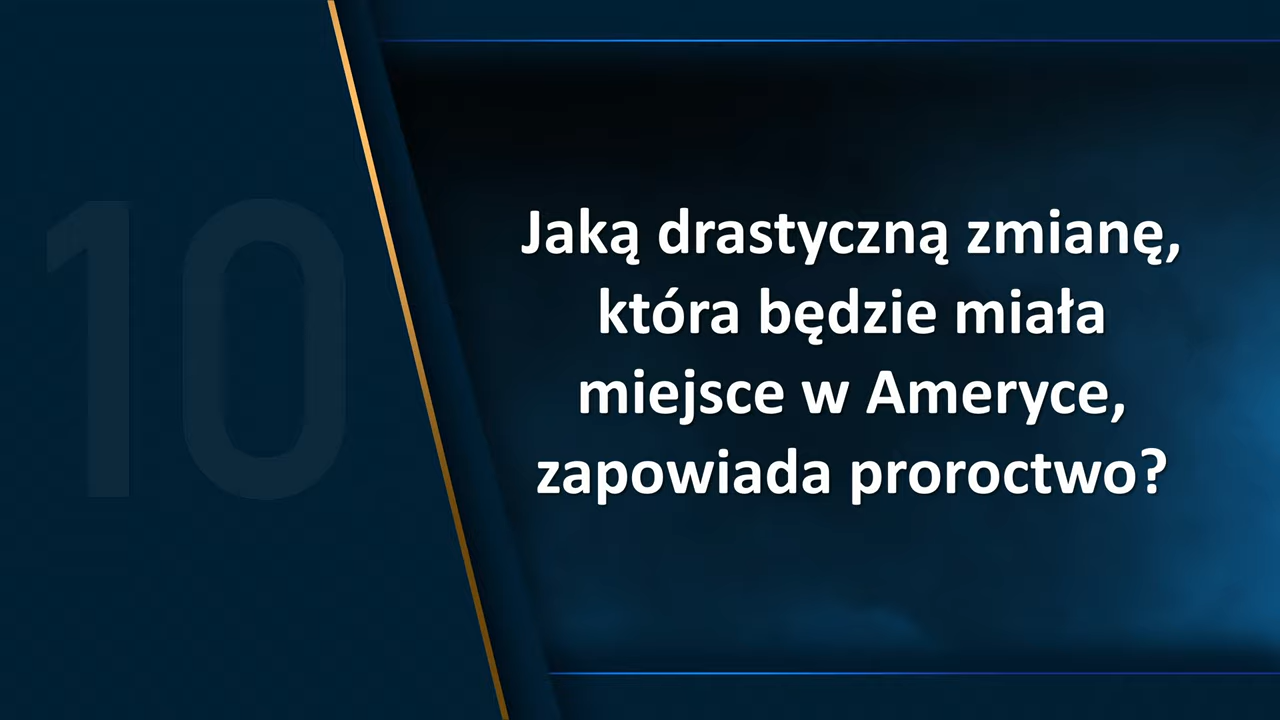 10
Jaką drastyczną zmianę,
która będzie miała
miejsce w Ameryce,
zapowiada proroctwo?